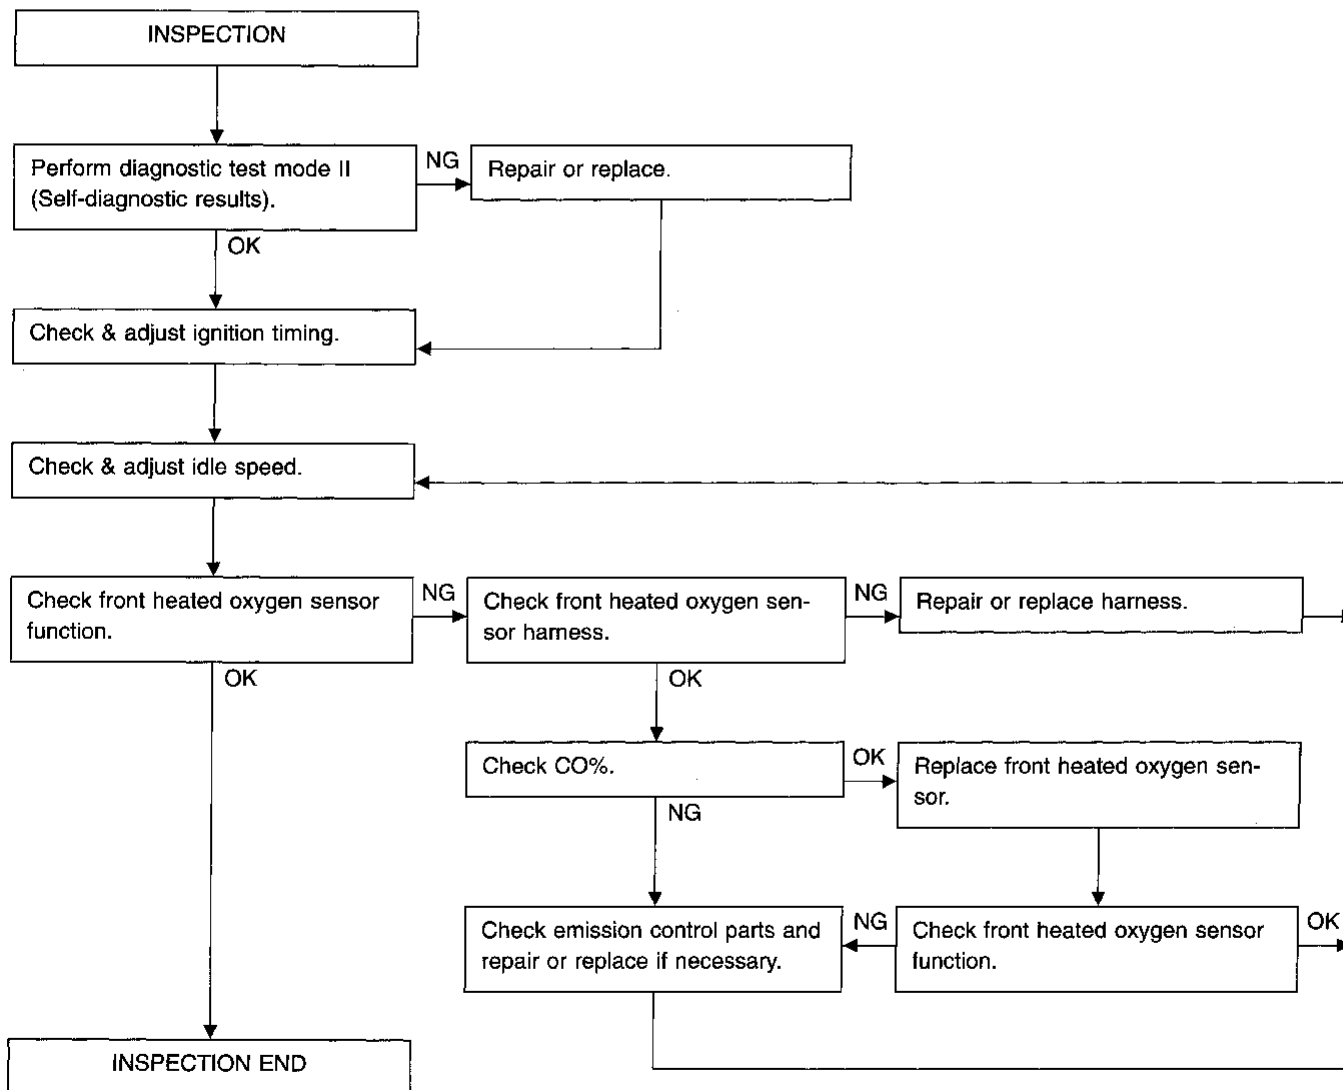 INSPECTION
Perform diagnostic test mode II
(Self-diagnostic results).
NG
Repair or replace.
OK
Check & adjust ignition timing.
Check & adjust idle speed.
Check front heated oxygen sensor
function.
NG
Check front heated oxygen sen-
sor harness.
NG
Repair or replace harness.
OK
OK
Check CO%.
OK
Replace front heated oxygen sen-
sor.
NG
Check emission control parts and
repair or replace if necessary.
NG
Check front heated oxygen sensor
function.
OK
INSPECTION END